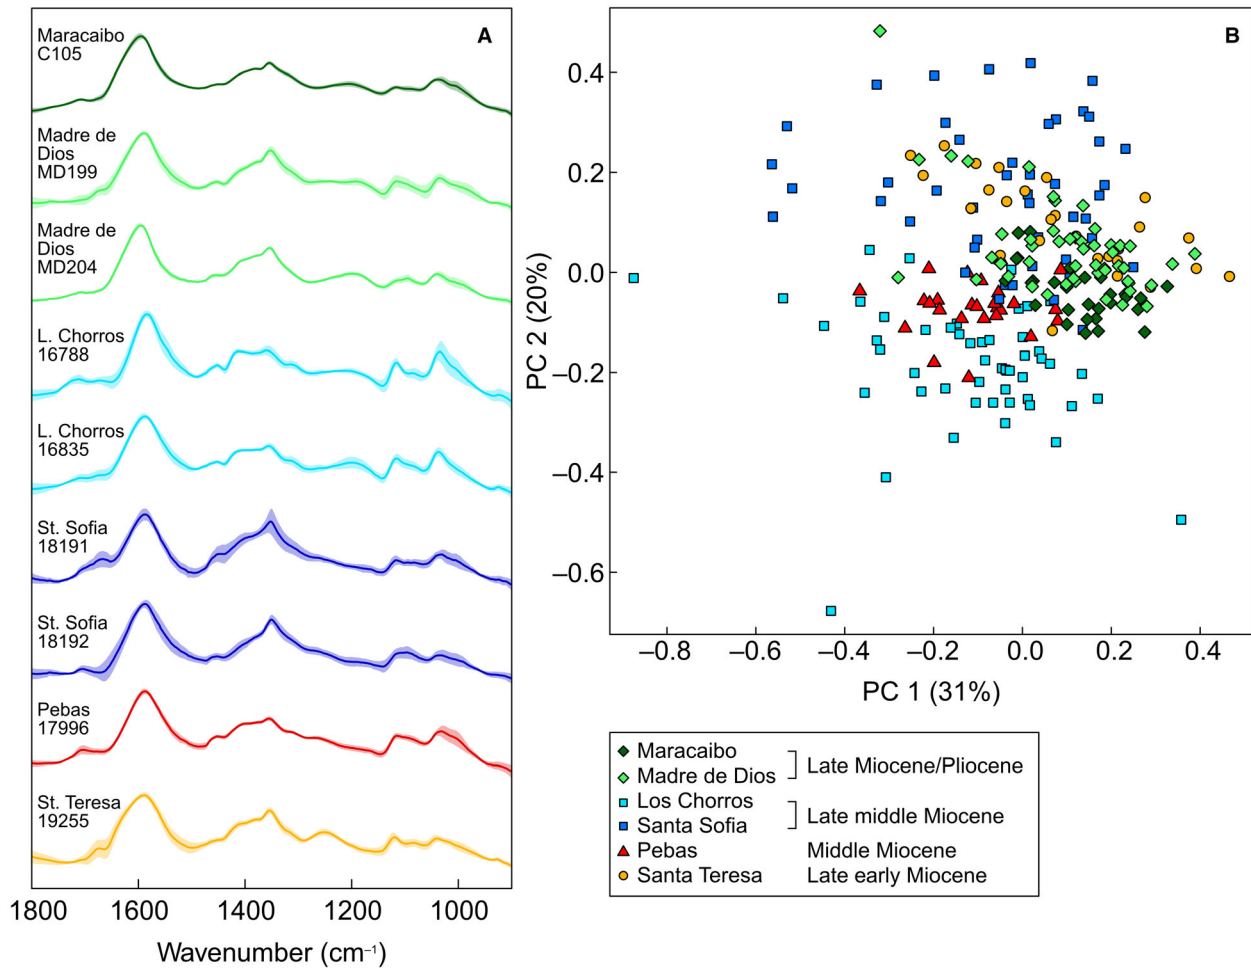 A
Maracaibo
C105
Madre de
Dios
MD199
Madre de
Dios
MD204
L. Chorros
16788
L. Chorros
16835
St. Sofia
18191
St. Sofia
18192
Pebas
17996
St. Teresa
19255
1800 1600 1400 1200 1000
Wavenumber (cm⁻¹)
B
0.4
0.2
0.0
–0.2
–0.4
–0.6
PC 2 (20%)
–0.8 –0.6 –0.4 –0.2 0.0 0.2 0.4
PC 1 (31%)
Maracaibo
Madre de Dios
Late Miocene/Pliocene
Los Chorros
Santa Sofia
Late middle Miocene
Pebas Middle Miocene
Santa Teresa Late early Miocene